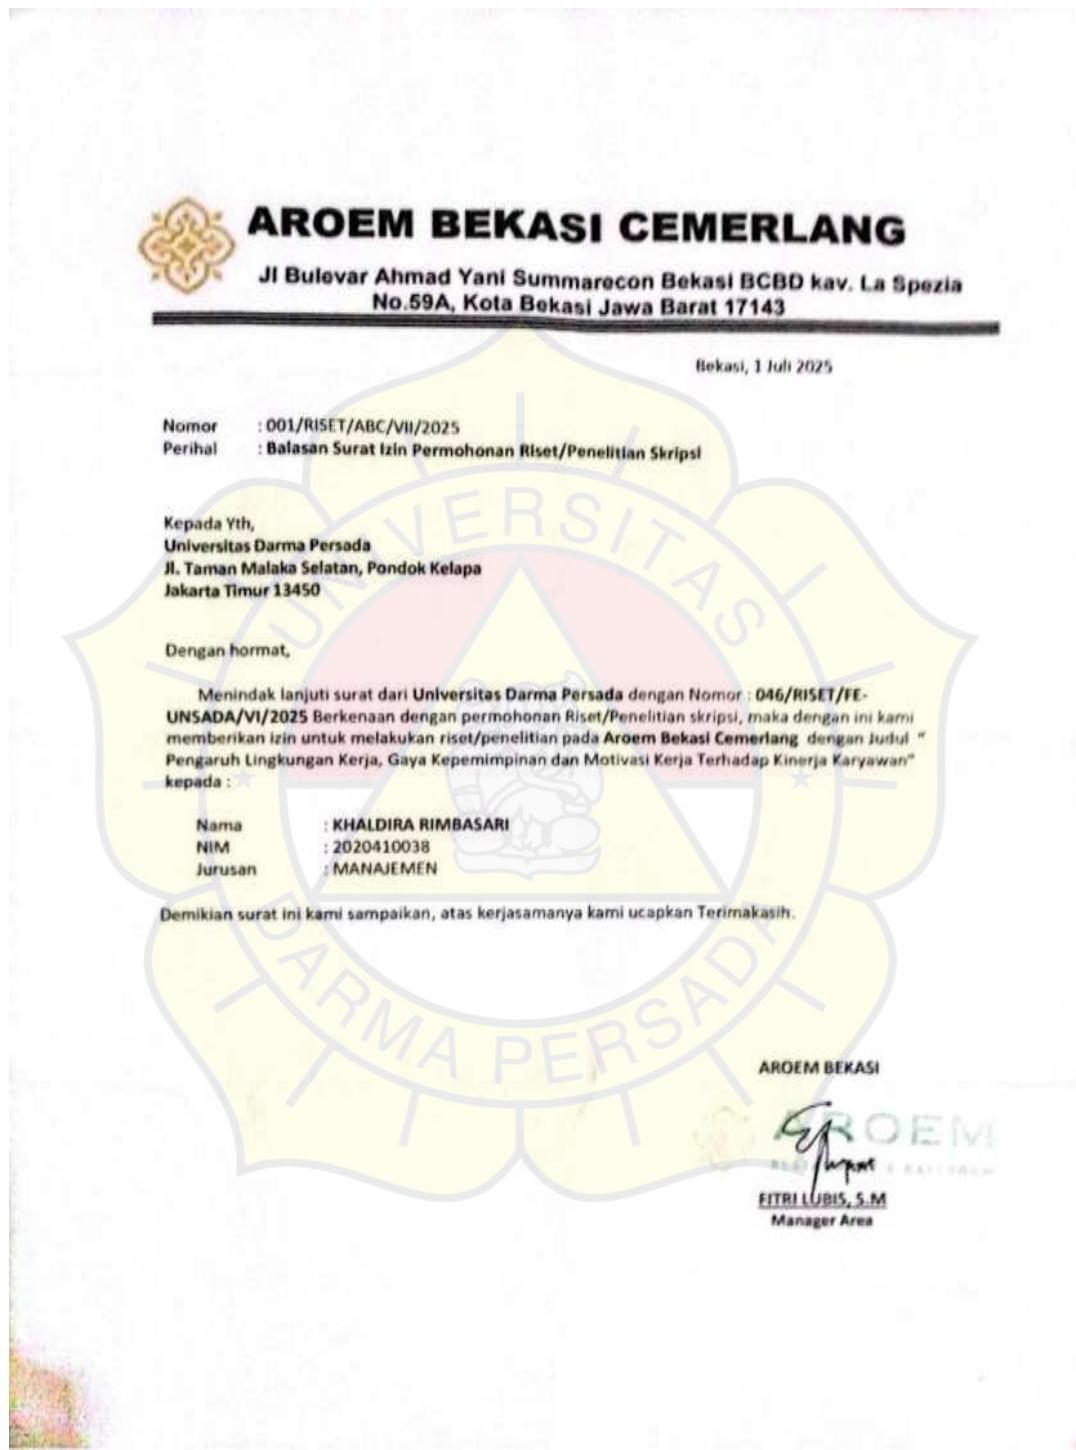 AROEM BEKASI CEMERLANG
Jl Bulevar Ahmad Yani Summarecon Bekasi BCBD kav. La Spezia
No.59A, Kota Bekasi Jawa Barat 17143
Bekasi, 1 Juli 2025
Nomor : 001/RISET/ABC/VII/2025
Perihal : Balasan Surat Izin Permohonan Riset/Penelitian Skripsi
Kepada Yth,
Universitas Darma Persada
Jl. Taman Malaka Selatan, Pondok Kelapa
Jakarta Timur 13450
Dengan hormat,
Menindak lanjuti surat dari Universitas Darma Persada dengan Nomor : 046/RISET/FE-
UNSADA/VI/2025 Berkenaan dengan permohonan Riset/Penelitian skripsi, maka dengan ini kami
memberikan izin untuk melakukan riset/penelitian pada Aroem Bekasi Cemerlang dengan Judul “
Pengaruh Lingkungan Kerja, Gaya Kepemimpinan dan Motivasi Kerja Terhadap Kinerja Karyawan”
kepada :
Nama : KHALDIRA RIMBASARI
NIM : 2020410038
Jurusan : MANAJEMEN
Demikian surat ini kami sampaikan, atas kerjasamanya kami ucapkan Terimakasih.
UNIVERSITAS
DARMA PERSADA
AROEM BEKASI
AROEM
FITRI LUBIS, S.M
Manager Area